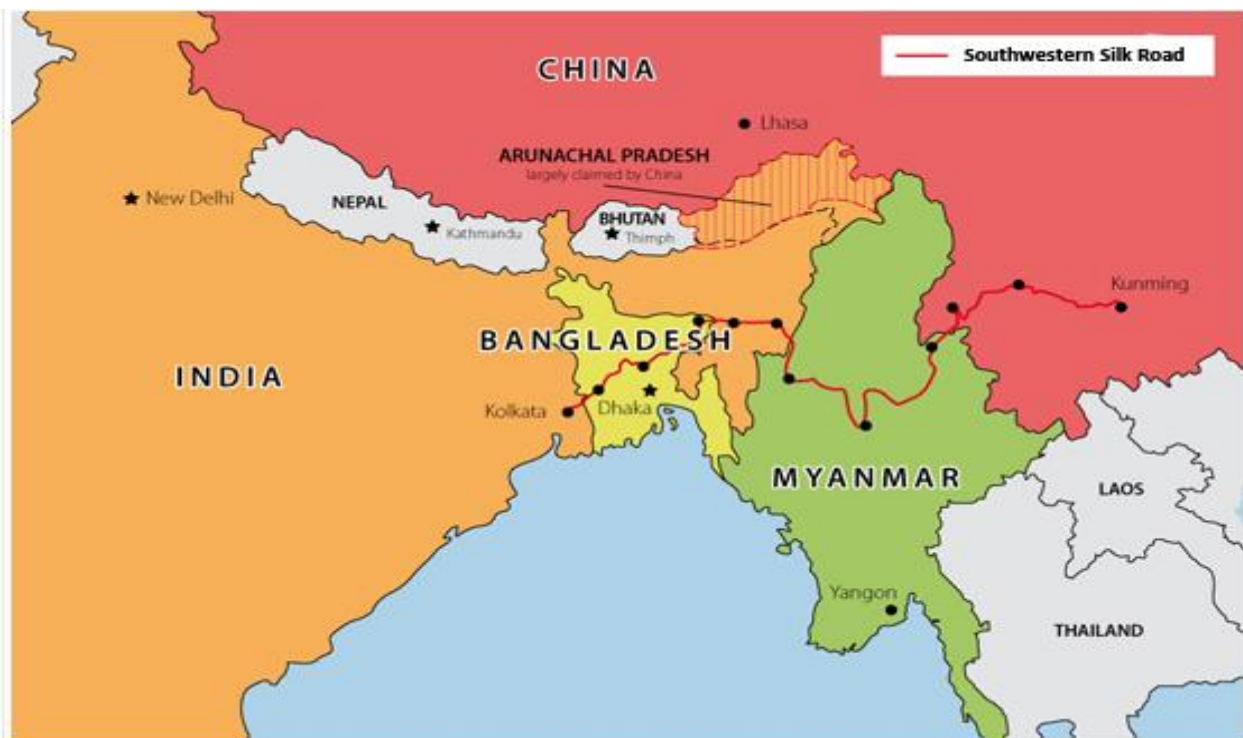 Southwestern Silk Road
CHINA
Lhasa
ARUNACHAL PRADESH
largely claimed by China
New Delhi
NEPAL
BHUTAN
Kathmandu
Thimph
Kunming
BANGLADESH
INDIA
Kolkata
Dhaka
MYANMAR
LAOS
Yangon
THAILAND